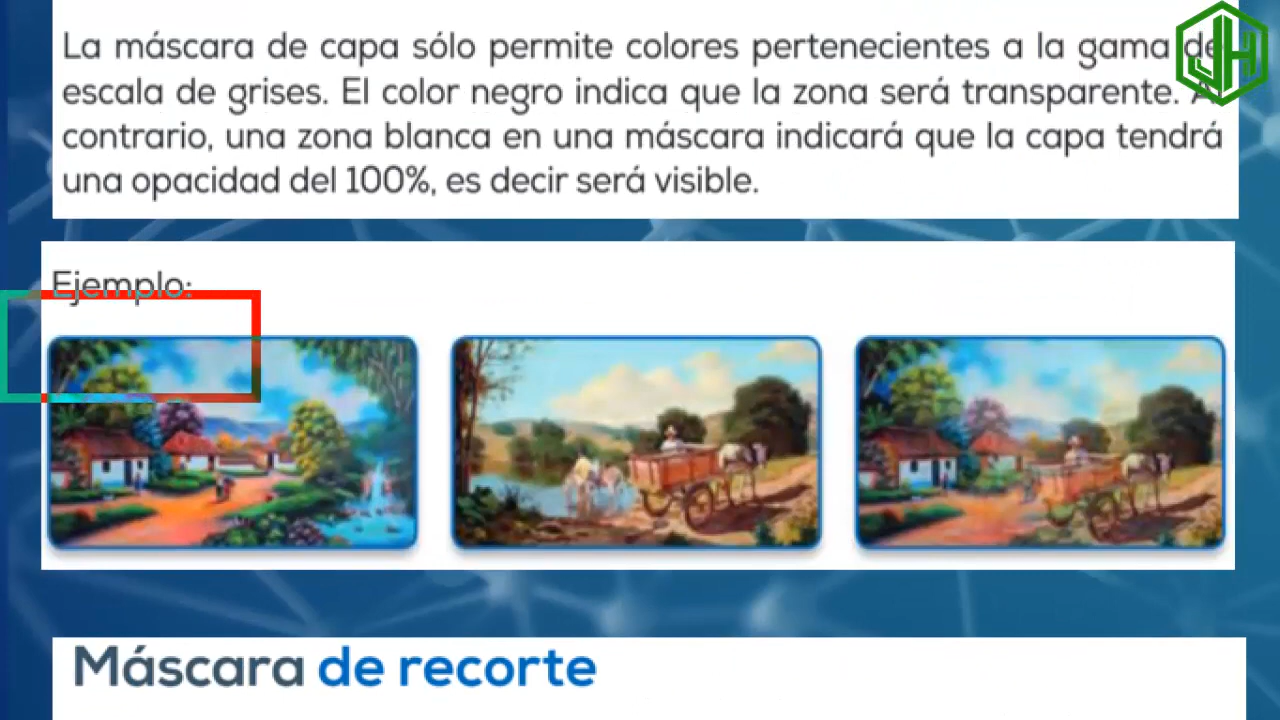 La máscara de capa sólo permite colores pertenecientes a la gama de
escala de grises. El color negro indica que la zona será transparente. A
contrario, una zona blanca en una máscara indicará que la capa tendrá
una opacidad del 100%, es decir será visible.
JH
Ejemplo:
Máscara de recorte